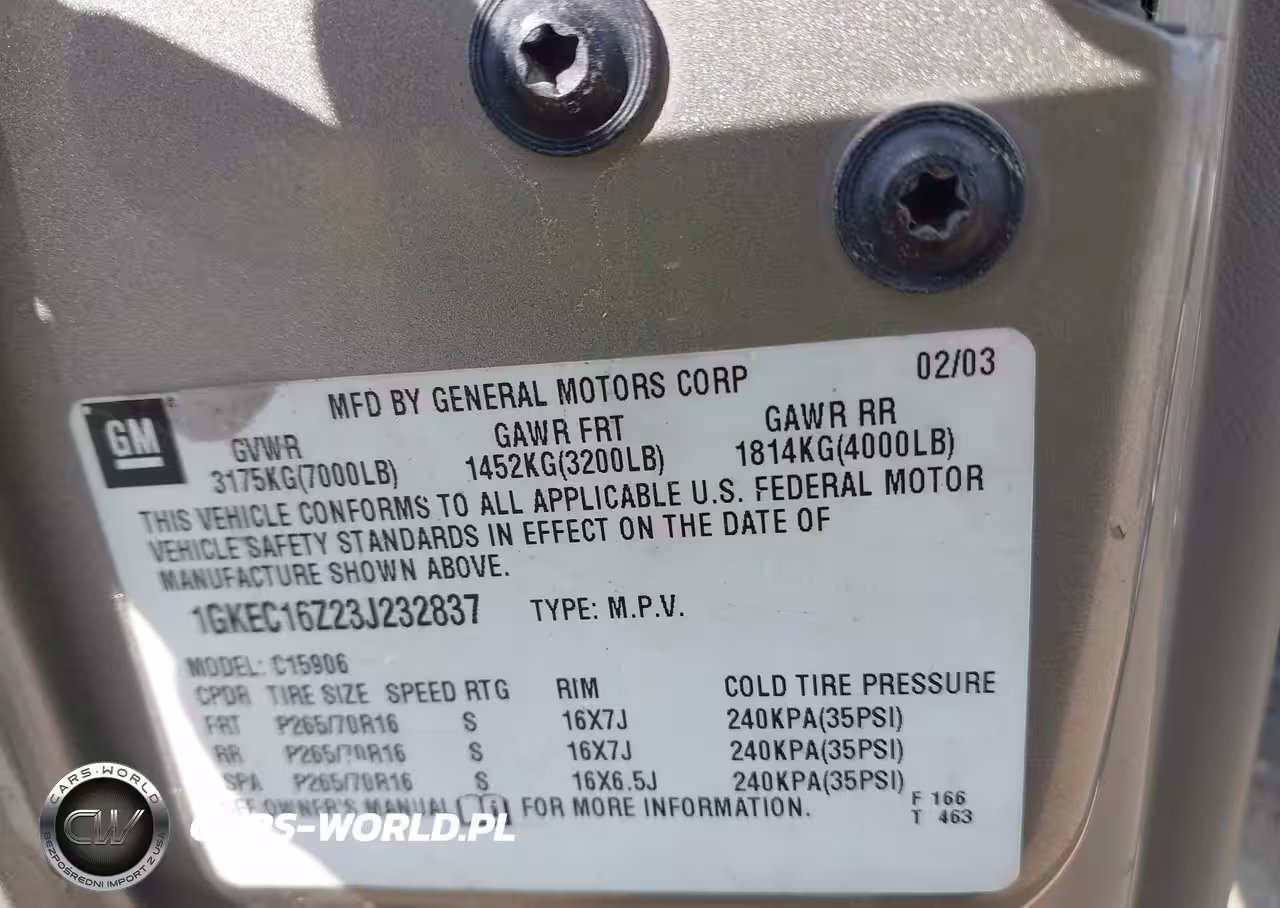 02/03
MFD BY GENERAL MOTORS CORP
GM
GVWR GAWR FRT GAWR RR
3175KG(7000LB) 1452KG(3200LB) 1814KG(4000LB)
THIS VEHICLE CONFORMS TO ALL APPLICABLE U.S. FEDERAL MOTOR
VEHICLE SAFETY STANDARDS IN EFFECT ON THE DATE OF
MANUFACTURE SHOWN ABOVE.
1GKEC16Z23J232837 TYPE: M.P.V.
MODEL: C15906
CPDR TIRE SIZE SPEED RTG RIM COLD TIRE PRESSURE
FRT P265/70R16 S 16X7J 240KPA(35PSI)
RR P265/70R16 S 16X7J 240KPA(35PSI)
SPA P265/70R16 S 16X6.5J 240KPA(35PSI)
SEE OWNER'S MANUAL FOR MORE INFORMATION.
F 166
T 463
CARS-WORLD
CW
BEZPOŚREDNI IMPORT Z USA
CARS-WORLD.PL